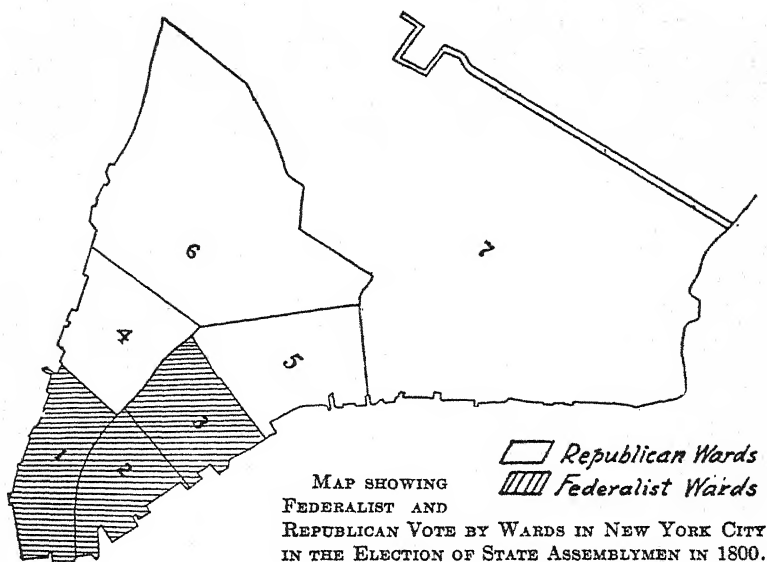 6
7
4
5
3
1
2
Republican Wards
Federalist Wards
MAP SHOWING
FEDERALIST AND
REPUBLICAN VOTE BY WARDS IN NEW YORK CITY
IN THE ELECTION OF STATE ASSEMBLYMEN IN 1800.